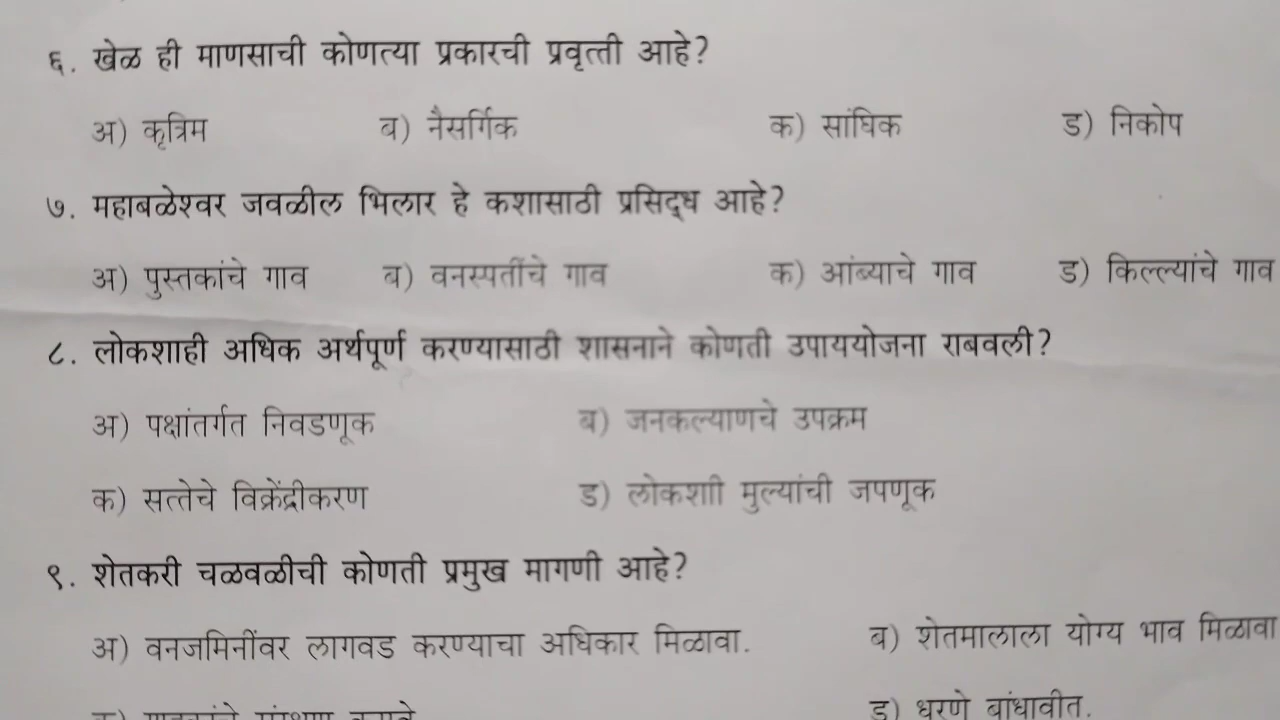 ६. खेळ ही माणसाची कोणत्या प्रकारची प्रवृत्ती आहे?
अ) कृत्रिम ब) नैसर्गिक क) सांघिक ड) निकोप
७. महाबळेश्वर जवळील भिलार हे कशासाठी प्रसिद्ध आहे?
अ) पुस्तकांचे गाव ब) वनस्पतींचे गाव क) आंब्याचे गाव ड) किल्ल्यांचे गाव
८. लोकशाही अधिक अर्थपूर्ण करण्यासाठी शासनाने कोणती उपाययोजना राबवली?
अ) पक्षांतर्गत निवडणूक ब) जनकल्याणचे उपक्रम
क) सत्तेचे विक्रेंद्रीकरण ड) लोकशाी मुल्यांची जपणूक
९. शेतकरी चळवळीची कोणती प्रमुख मागणी आहे?
अ) वनजमिनींवर लागवड करण्याचा अधिकार मिळावा. ब) शेतमालाला योग्य भाव मिळावा
ड) धरणे बांधावीत.